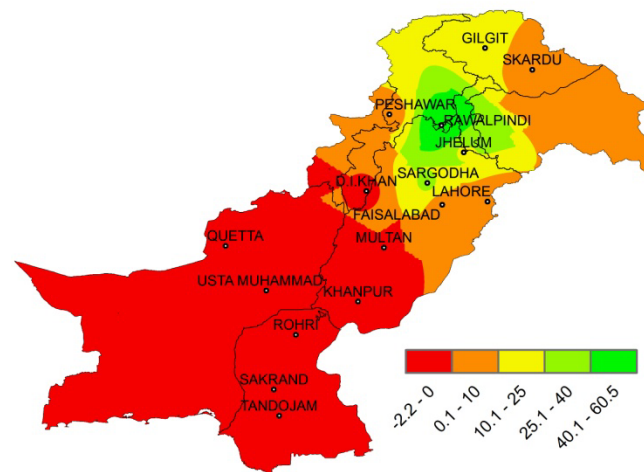 GILGIT
SKARDU
PESHAWAR
RAWALPINDI
JHELUM
SARGODHA
D.I.KHAN
LAHORE
FAISALABAD
QUETTA
MULTAN
USTA MUHAMMAD
KHANPUR
ROHRI
SAKRAND
TANDOJAM
-2.2 - 0
0.1 - 10
10.1 - 25
25.1 - 40
40.1 - 60.5